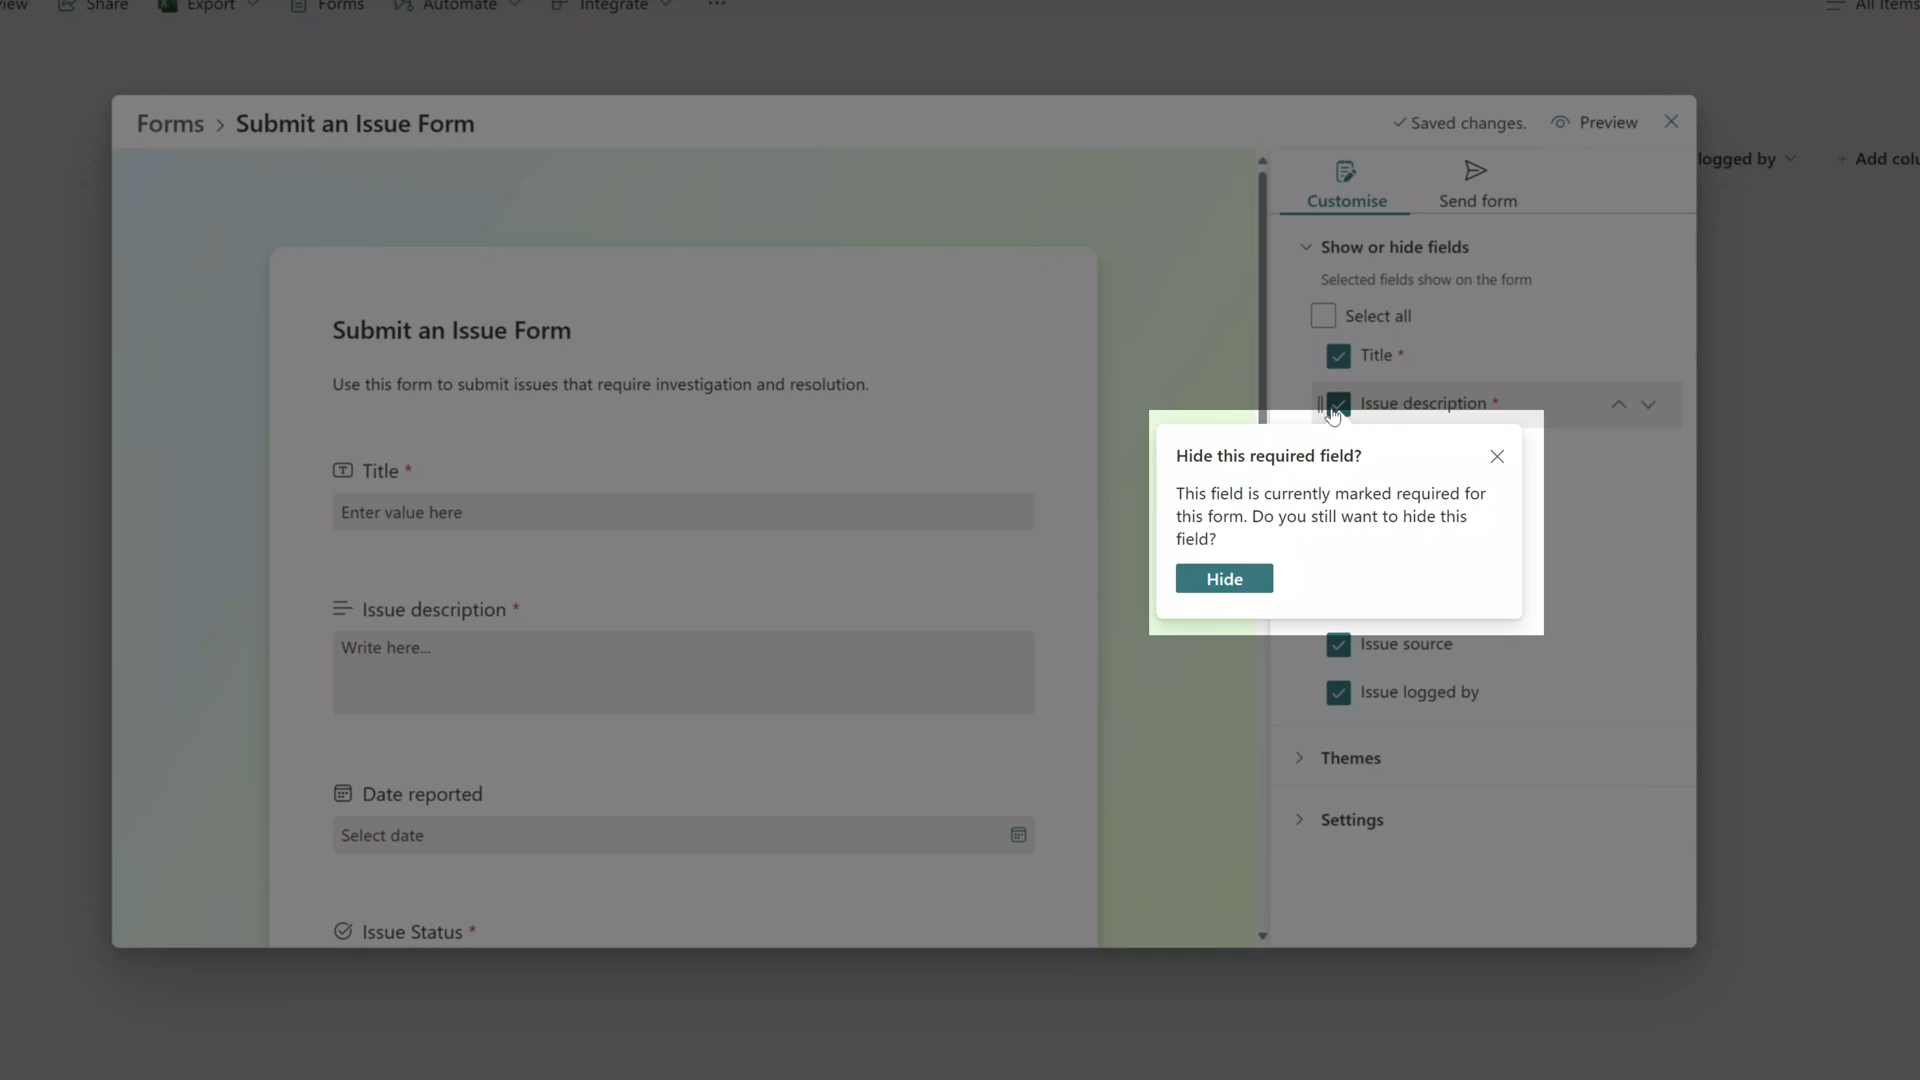 Share
Export
Forms
Automate
Integrate
...
All Items
Forms > Submit an Issue Form
Saved changes.
Preview
logged by
+ Add colu
Customise
Send form
Show or hide fields
Selected fields show on the form
Select all
Title *
Issue description *
Hide this required field?
This field is currently marked required for
this form. Do you still want to hide this
field?
Hide
Issue source
Issue logged by
Themes
Settings
Submit an Issue Form
Use this form to submit issues that require investigation and resolution.
Title *
Enter value here
Issue description *
Write here...
Date reported
Select date
Issue Status *